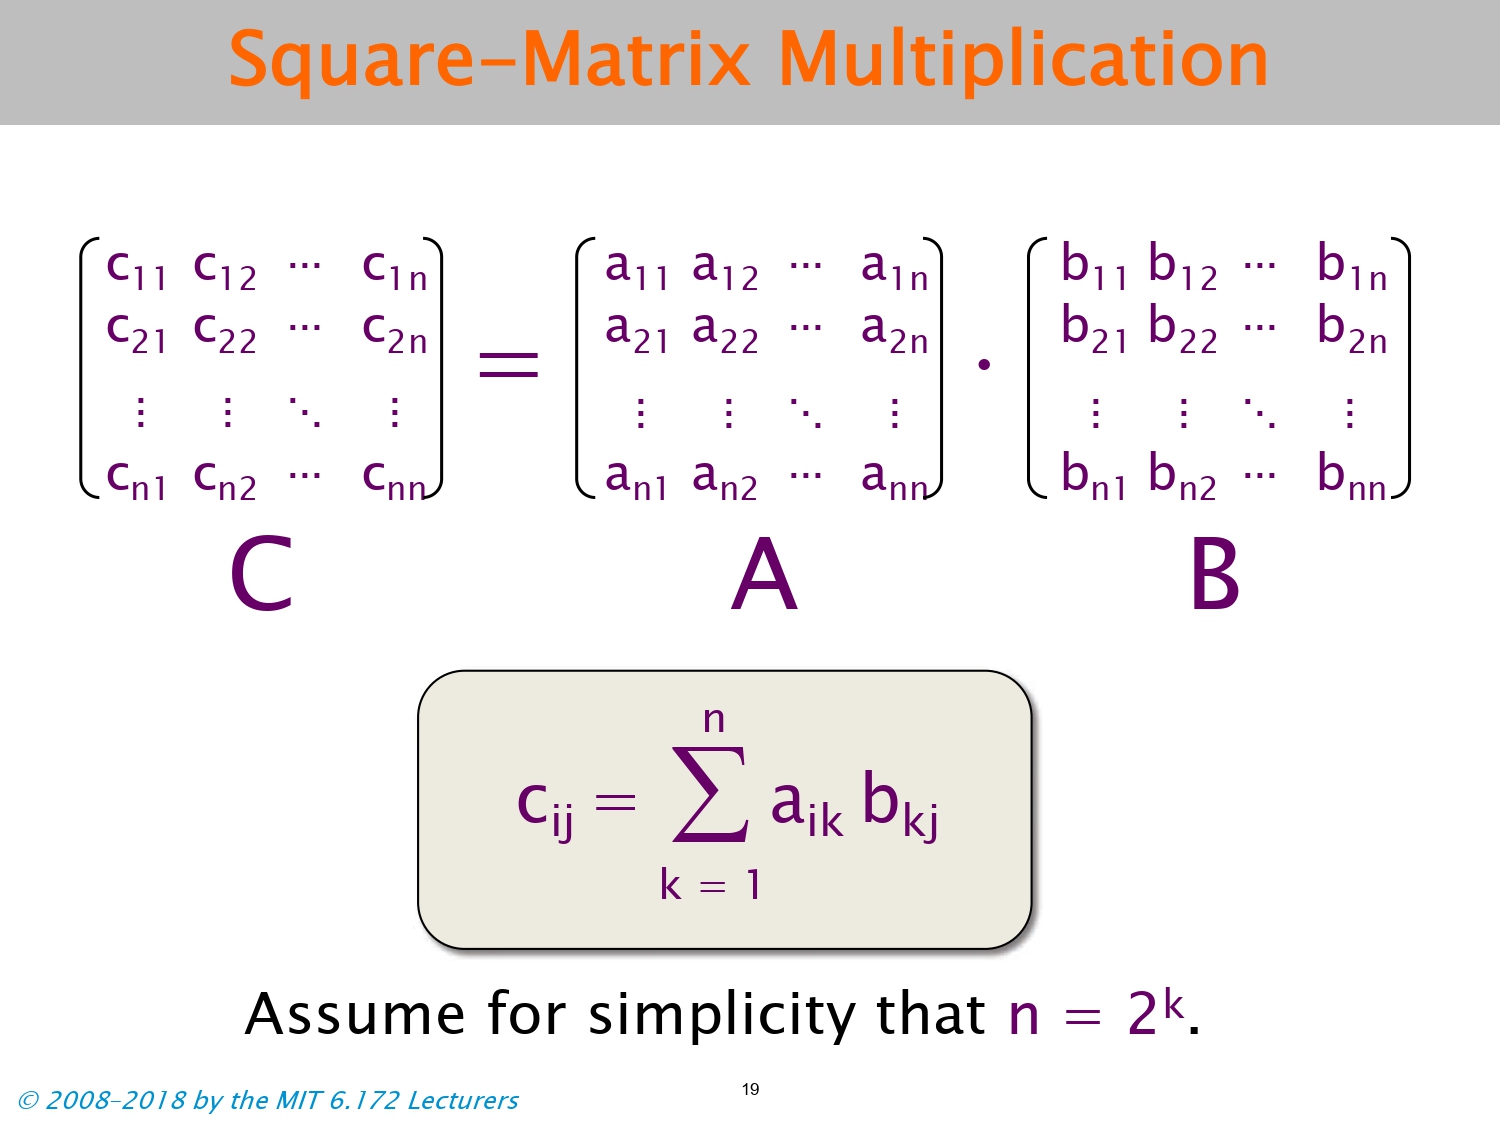 Square-Matrix Multiplication
c11 c12 ⋯ c1n
c21 c22 ⋯ c2n
⋮ ⋮ ⋱ ⋮
cn1 cn2 ⋯ cnn
=
a11 a12 ⋯ a1n
a21 a22 ⋯ a2n
⋮ ⋮ ⋱ ⋮
an1 an2 ⋯ ann
·
b11 b12 ⋯ b1n
b21 b22 ⋯ b2n
⋮ ⋮ ⋱ ⋮
bn1 bn2 ⋯ bnn
C A B
n
cij = ∑ aik bkj
k = 1
Assume for simplicity that n = 2ᵏ.
© 2008–2018 by the MIT 6.172 Lecturers
19